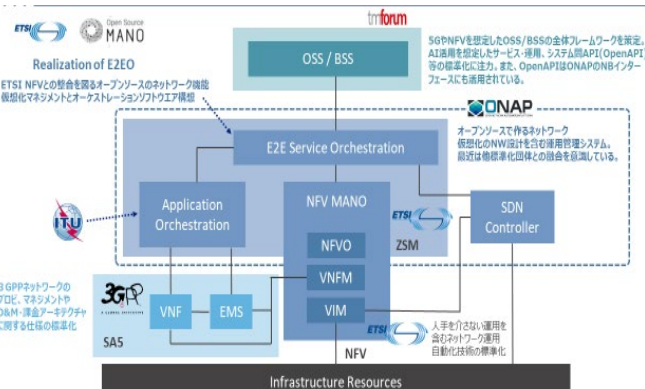 ETSI
Open Source
MANO
tmforum
Realization of E2EO
ETSI NFVとの整合を図るオープンソースのネットワーク機能
仮想化マネジメントとオーケストレーションソフトウエア構想
OSS / BSS
5GやNFVを想定したOSS/BSSの全体フレームワークを策定。
AI活用を想定したサービス・運用、システム間API(OpenAPI)
等の標準化に注力。また、OpenAPIはONAPのNBインター
フェースにも活用されている。
ONAP
オープンソースで作るネットワーク
仮想化のNW設計を含む運用管理システム。
最近は他標準化団体との融合を意識している。
E2E Service Orchestration
ITU
Application
Orchestration
NFV MANO
NFVO
VNFM
VIM
ETSI
ZSM
SDN
Controller
3GPPネットワークの
プロビ、マネジメントや
O&M・課金アーキテクチャ
に関する仕様の標準化
3GPP
A GLOBAL INITIATIVE
VNF
EMS
SA5
ETSI
NFV
人手を介さない運用を
含むネットワーク運用
自動化技術の標準化
Infrastructure Resources